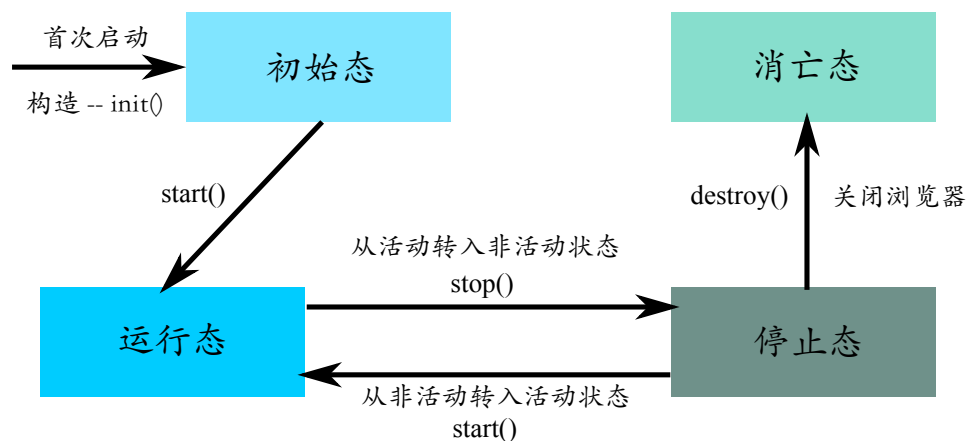 首次启动
构造 -- init()
初始态
消亡态
start()
destroy()
关闭浏览器
从活动转入非活动状态
stop()
运行态
停止态
从非活动转入活动状态
start()